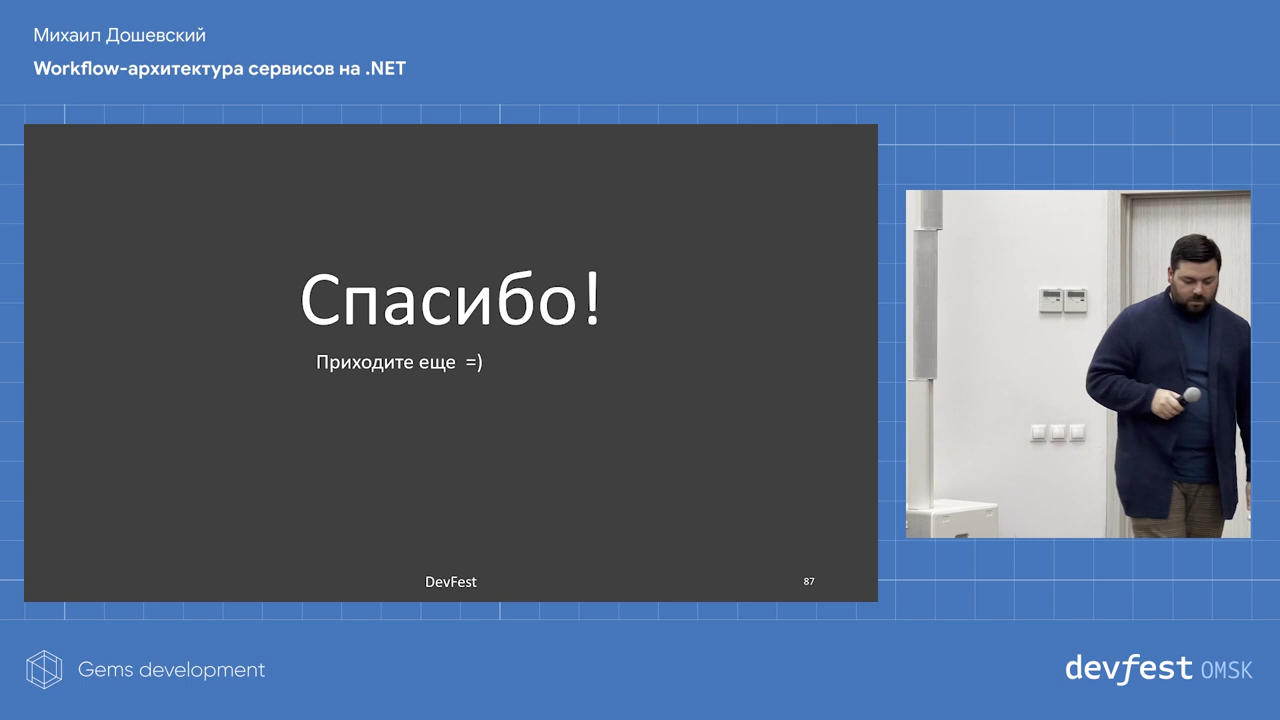 Михаил Дошевский
Workflow-архитектура сервисов на .NET
Спасибо!
Приходите еще =)
DevFest
87
Gems development
devfest OMSK